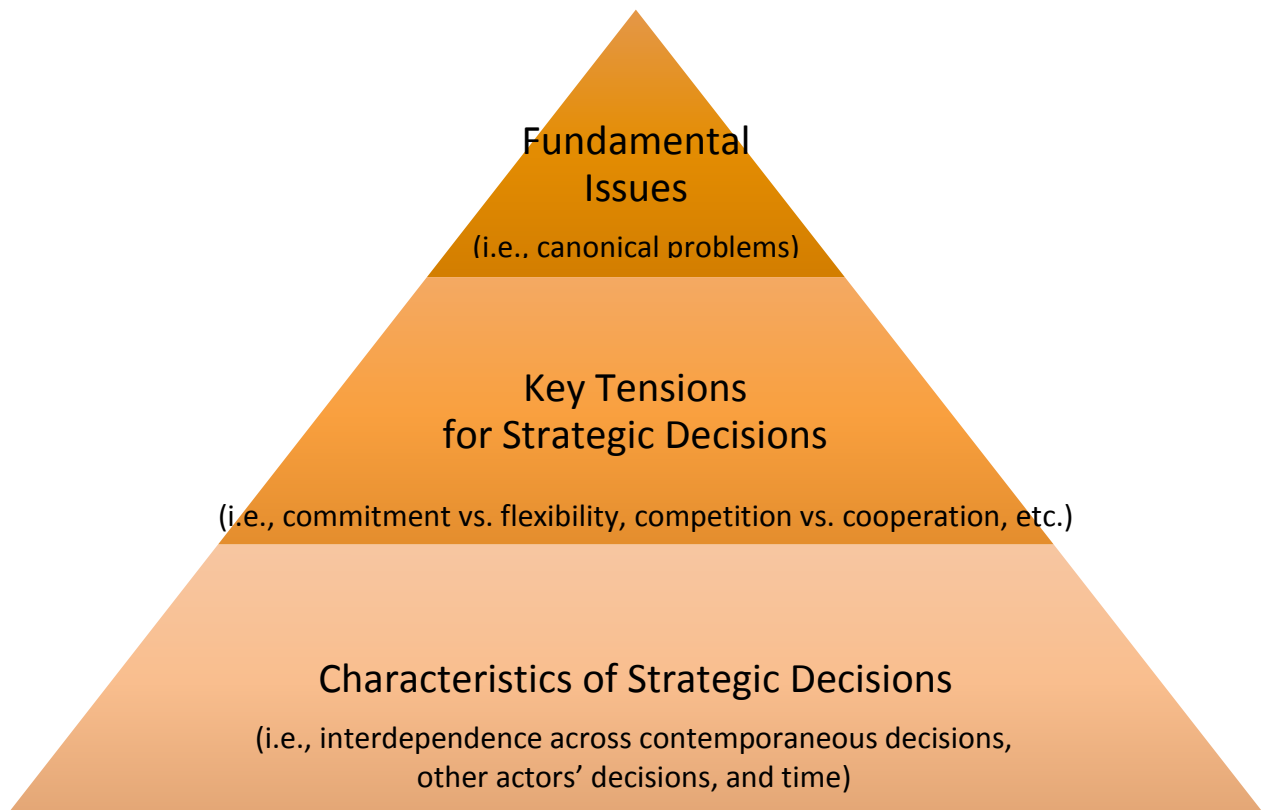 Fundamental
Issues
(i.e., canonical problems)
Key Tensions
for Strategic Decisions
(i.e., commitment vs. flexibility, competition vs. cooperation, etc.)
Characteristics of Strategic Decisions
(i.e., interdependence across contemporaneous decisions,
other actors’ decisions, and time)